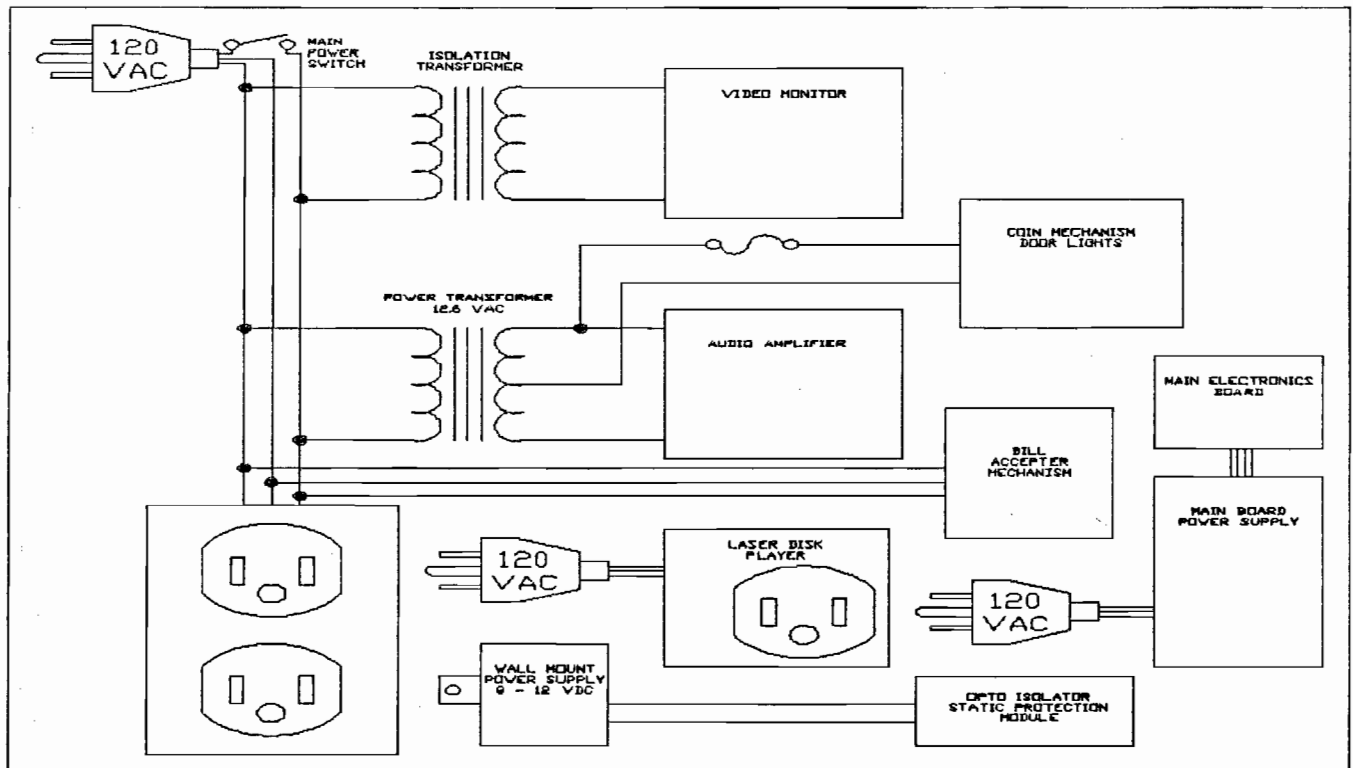 120
VAC
MAIN
POWER
SWITCH
ISOLATION
TRANSFORMER
VIDEO MONITOR
COIN MECHANISM
DOOR LIGHTS
POWER TRANSFORMER
12.6 VAC
AUDIO AMPLIFIER
MAIN ELECTRONICS
BOARD
BILL
ACCEPTER
MECHANISM
MAIN BOARD
POWER SUPPLY
120
VAC
LASER DISK
PLAYER
120
VAC
WALL MOUNT
POWER SUPPLY
9 - 12 VDC
OPTO ISOLATOR
STATIC PROTECTION
MODULE